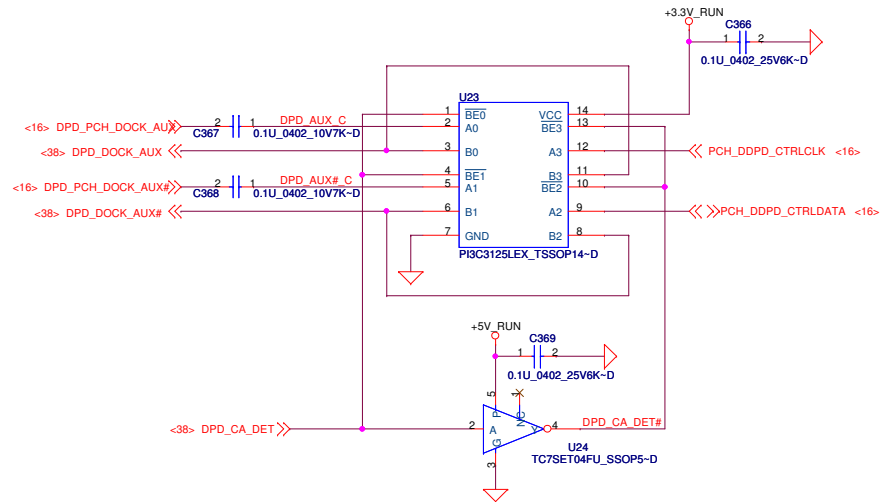 +3.3V_RUN
C366
1 2
0.1U_0402_25V6K~D
U23
<16> DPD_PCH_DOCK_AUX 2 1 DPD_AUX_C
C367 0.1U_0402_10V7K~D
<38> DPD_DOCK_AUX
<16> DPD_PCH_DOCK_AUX# 2 1 DPD_AUX#_C
C368 0.1U_0402_10V7K~D
<38> DPD_DOCK_AUX#
1 BE0 VCC 14
2 A0 BE3 13
3 B0 A3 12 PCH_DDPD_CTRLCLK <16>
4 BE1 B3 11
5 A1 BE2 10
6 B1 A2 9 PCH_DDPD_CTRLDATA <16>
7 GND B2 8
PI3C3125LEX_TSSOP14~D
+5V_RUN
C369
1 2
0.1U_0402_25V6K~D
5 P
1 NC
<38> DPD_CA_DET 2 A Y 4 DPD_CA_DET#
G 3
U24
TC7SET04FU_SSOP5~D